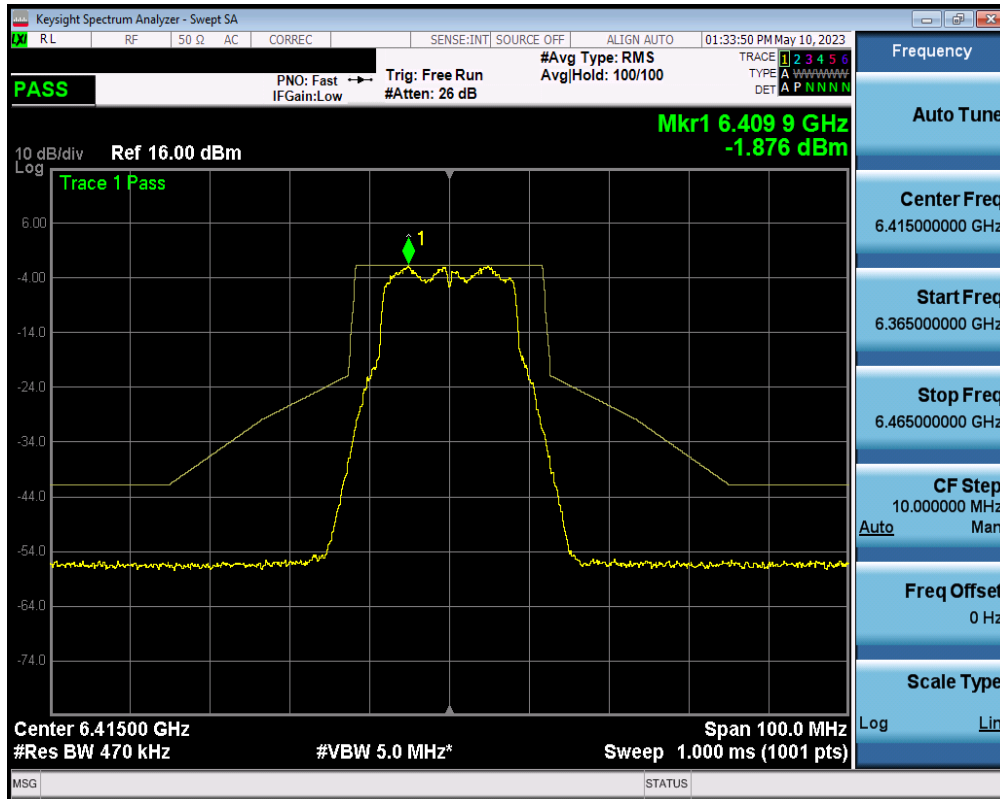 Keysight Spectrum Analyzer - Swept SA
LXI RL RF 50 Ω AC CORREC SENSE:INT SOURCE OFF ALIGN AUTO 01:33:50 PM May 10, 2023
PASS
PNO: Fast
IFGain:Low
Trig: Free Run
#Atten: 26 dB
#Avg Type: RMS
Avg|Hold: 100/100
TRACE 1 2 3 4 5 6
TYPE A WWWWW
DET A P N N N N
Mkr1 6.409 9 GHz
-1.876 dBm
10 dB/div Ref 16.00 dBm
Log
Trace 1 Pass
1
6.00
-4.00
-14.0
-24.0
-34.0
-44.0
-54.0
-64.0
-74.0
Center 6.41500 GHz Span 100.0 MHz
#Res BW 470 kHz #VBW 5.0 MHz* Sweep 1.000 ms (1001 pts)
MSG STATUS
Frequency
Auto Tune
Center Freq
6.415000000 GHz
Start Freq
6.365000000 GHz
Stop Freq
6.465000000 GHz
CF Step
10.000000 MHz
Auto Man
Freq Offset
0 Hz
Scale Type
Log Lin